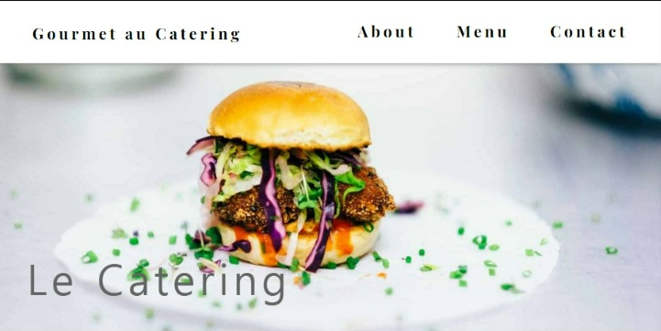 Gourmet au Catering About Menu Contact
Le Catering